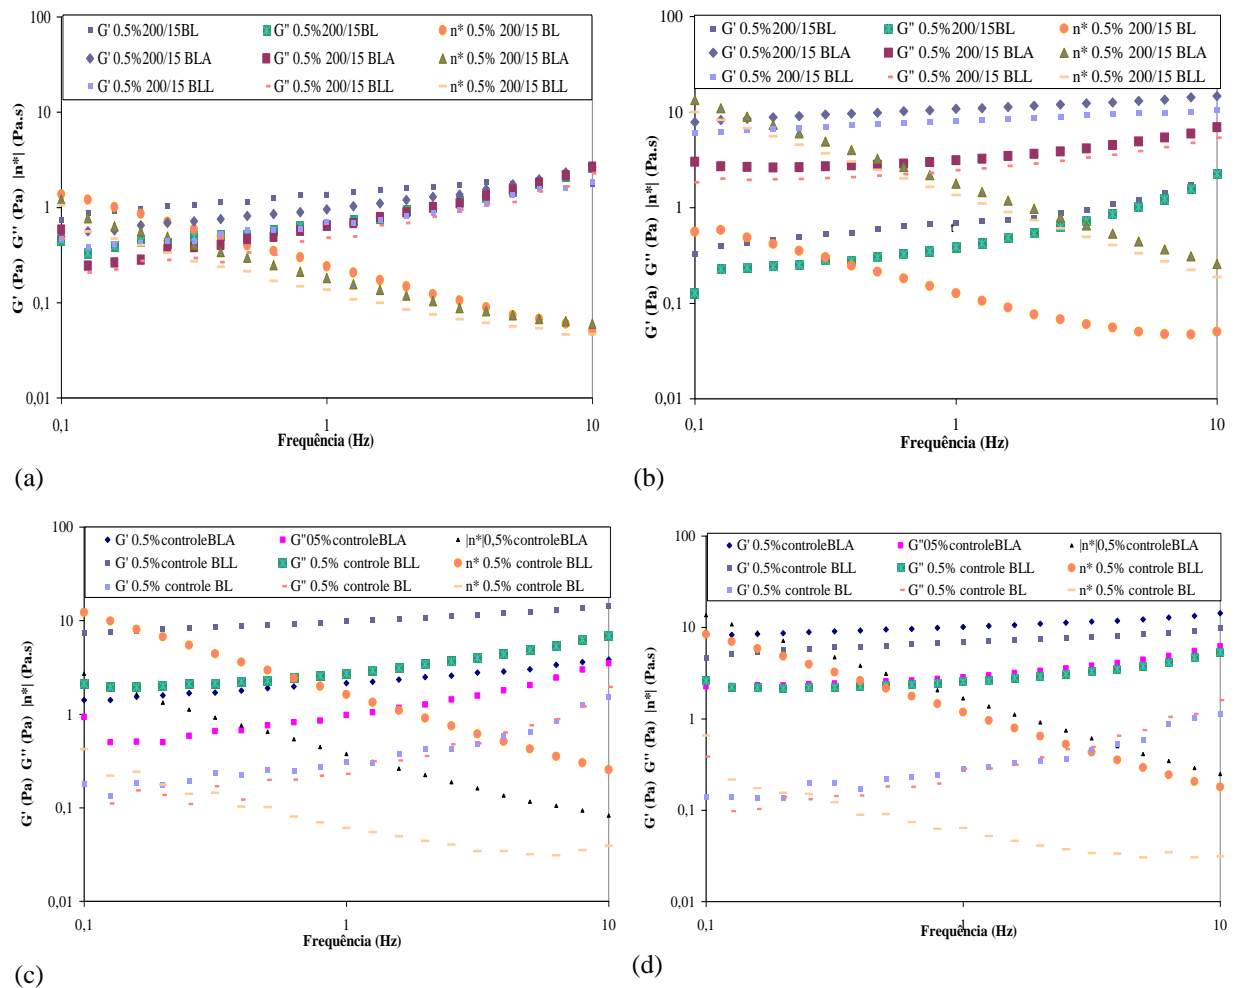 100
10
1
0,1
0,01
G' (Pa) G'' (Pa) |n*| (Pa.s)
G' 0.5%200/15BL G'' 0.5%200/15BL n* 0.5% 200/15 BL
G' 0.5%200/15 BLA G'' 0.5% 200/15 BLA n* 0.5% 200/15 BLA
G' 0.5% 200/15 BLL G'' 0.5% 200/15 BLL n* 0.5% 200/15 BLL
0,1 1 10
Frequência (Hz)
(a)
100
10
1
0,1
0,01
G' (Pa) G'' (Pa) |n*| (Pa.s)
G' 0.5%200/15BL G'' 0.5%200/15BL n* 0.5% 200/15 BL
G' 0.5%200/15 BLA G'' 0.5% 200/15 BLA n* 0.5% 200/15 BLA
G' 0.5% 200/15 BLL G'' 0.5% 200/15 BLL n* 0.5% 200/15 BLL
t
0,1 1 10
Frequência (Hz)
(b)
100
10
1
0,1
0,01
G' (Pa) G'' (Pa) |n*| (Pa.s)
G' 0.5%controleBLA G''05%controleBLA |n*|0,5%controleBLA
G' 0.5% controle BLL G'' 0.5% controle BLL n* 0.5% controle BLL
G' 0.5% controle BL G'' 0.5% controle BL n* 0.5% controle BL
0,1 1 10
Frequência (Hz)
(c)
100
10
1
0,1
0,01
G' (Pa) G'' (Pa) |n*| (Pa.s)
G' 0.5%controleBLA G''05%controleBLA |n*|0,5%controleBLA
G' 0.5%controle BLL G'' 0.5% controle BLL n* 0.5% controle BLL
G' 0.5% controle BL G'' 0.5% controle BL n* 0.5% controle BL
0,1 1 10
Frequência (Hz)
(d)